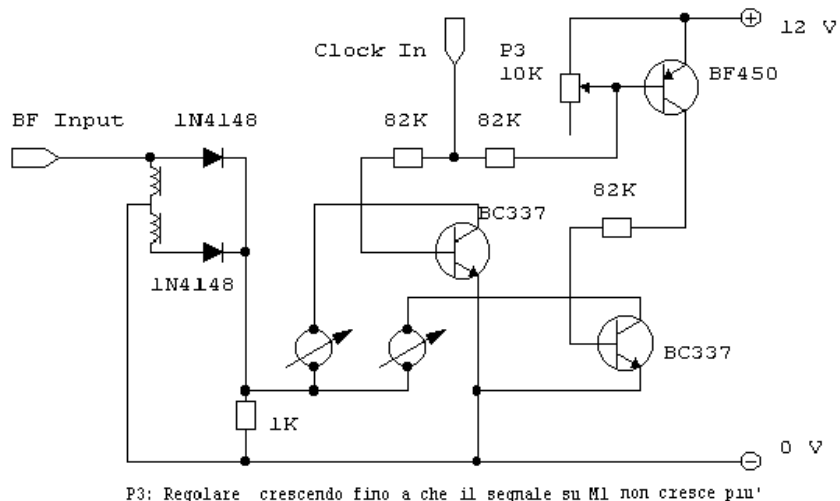 12 V
Clock In
P3
10K
BF450
BF Input
1N4148
82K
82K
82K
BC337
1N4148
BC337
1K
0 V
P3: Regolare crescendo fino a che il segnale su M1 non cresce piu'